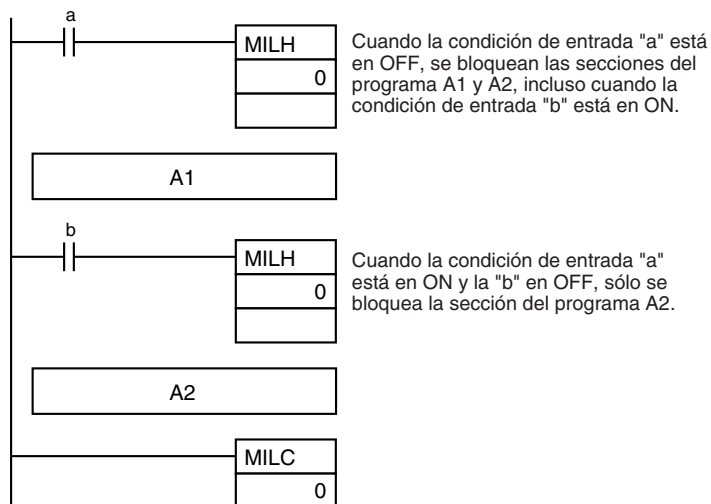 a
MILH
0
Cuando la condición de entrada "a" está
en OFF, se bloquean las secciones del
programa A1 y A2, incluso cuando la
condición de entrada "b" está en ON.
A1
b
MILH
0
Cuando la condición de entrada "a"
está en ON y la "b" en OFF, sólo se
bloquea la sección del programa A2.
A2
MILC
0